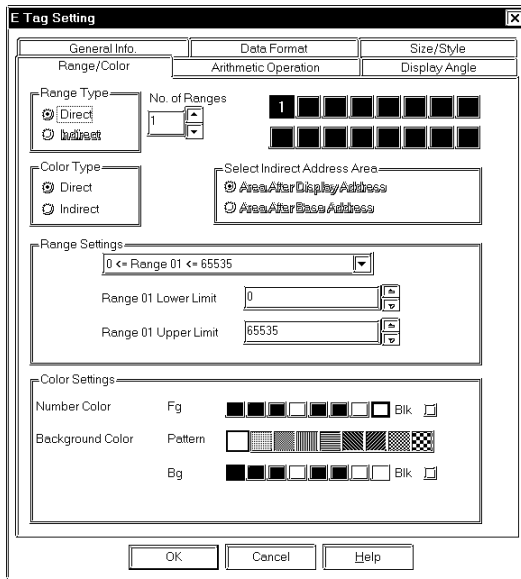 E Tag Setting
General Info. Data Format Size/Style
Range/Color Arithmetic Operation Display Angle
Range Type
Direct
Indirect
No. of Ranges
1
1
Color Type
Direct
Indirect
Select Indirect Address Area
Area After Display Address
Area After Base Address
Range Settings
0 <= Range 01 <= 65535
Range 01 Lower Limit 0
Range 01 Upper Limit 65535
Color Settings
Number Color Fg Blk
Background Color Pattern
Bg Blk
OK Cancel Help